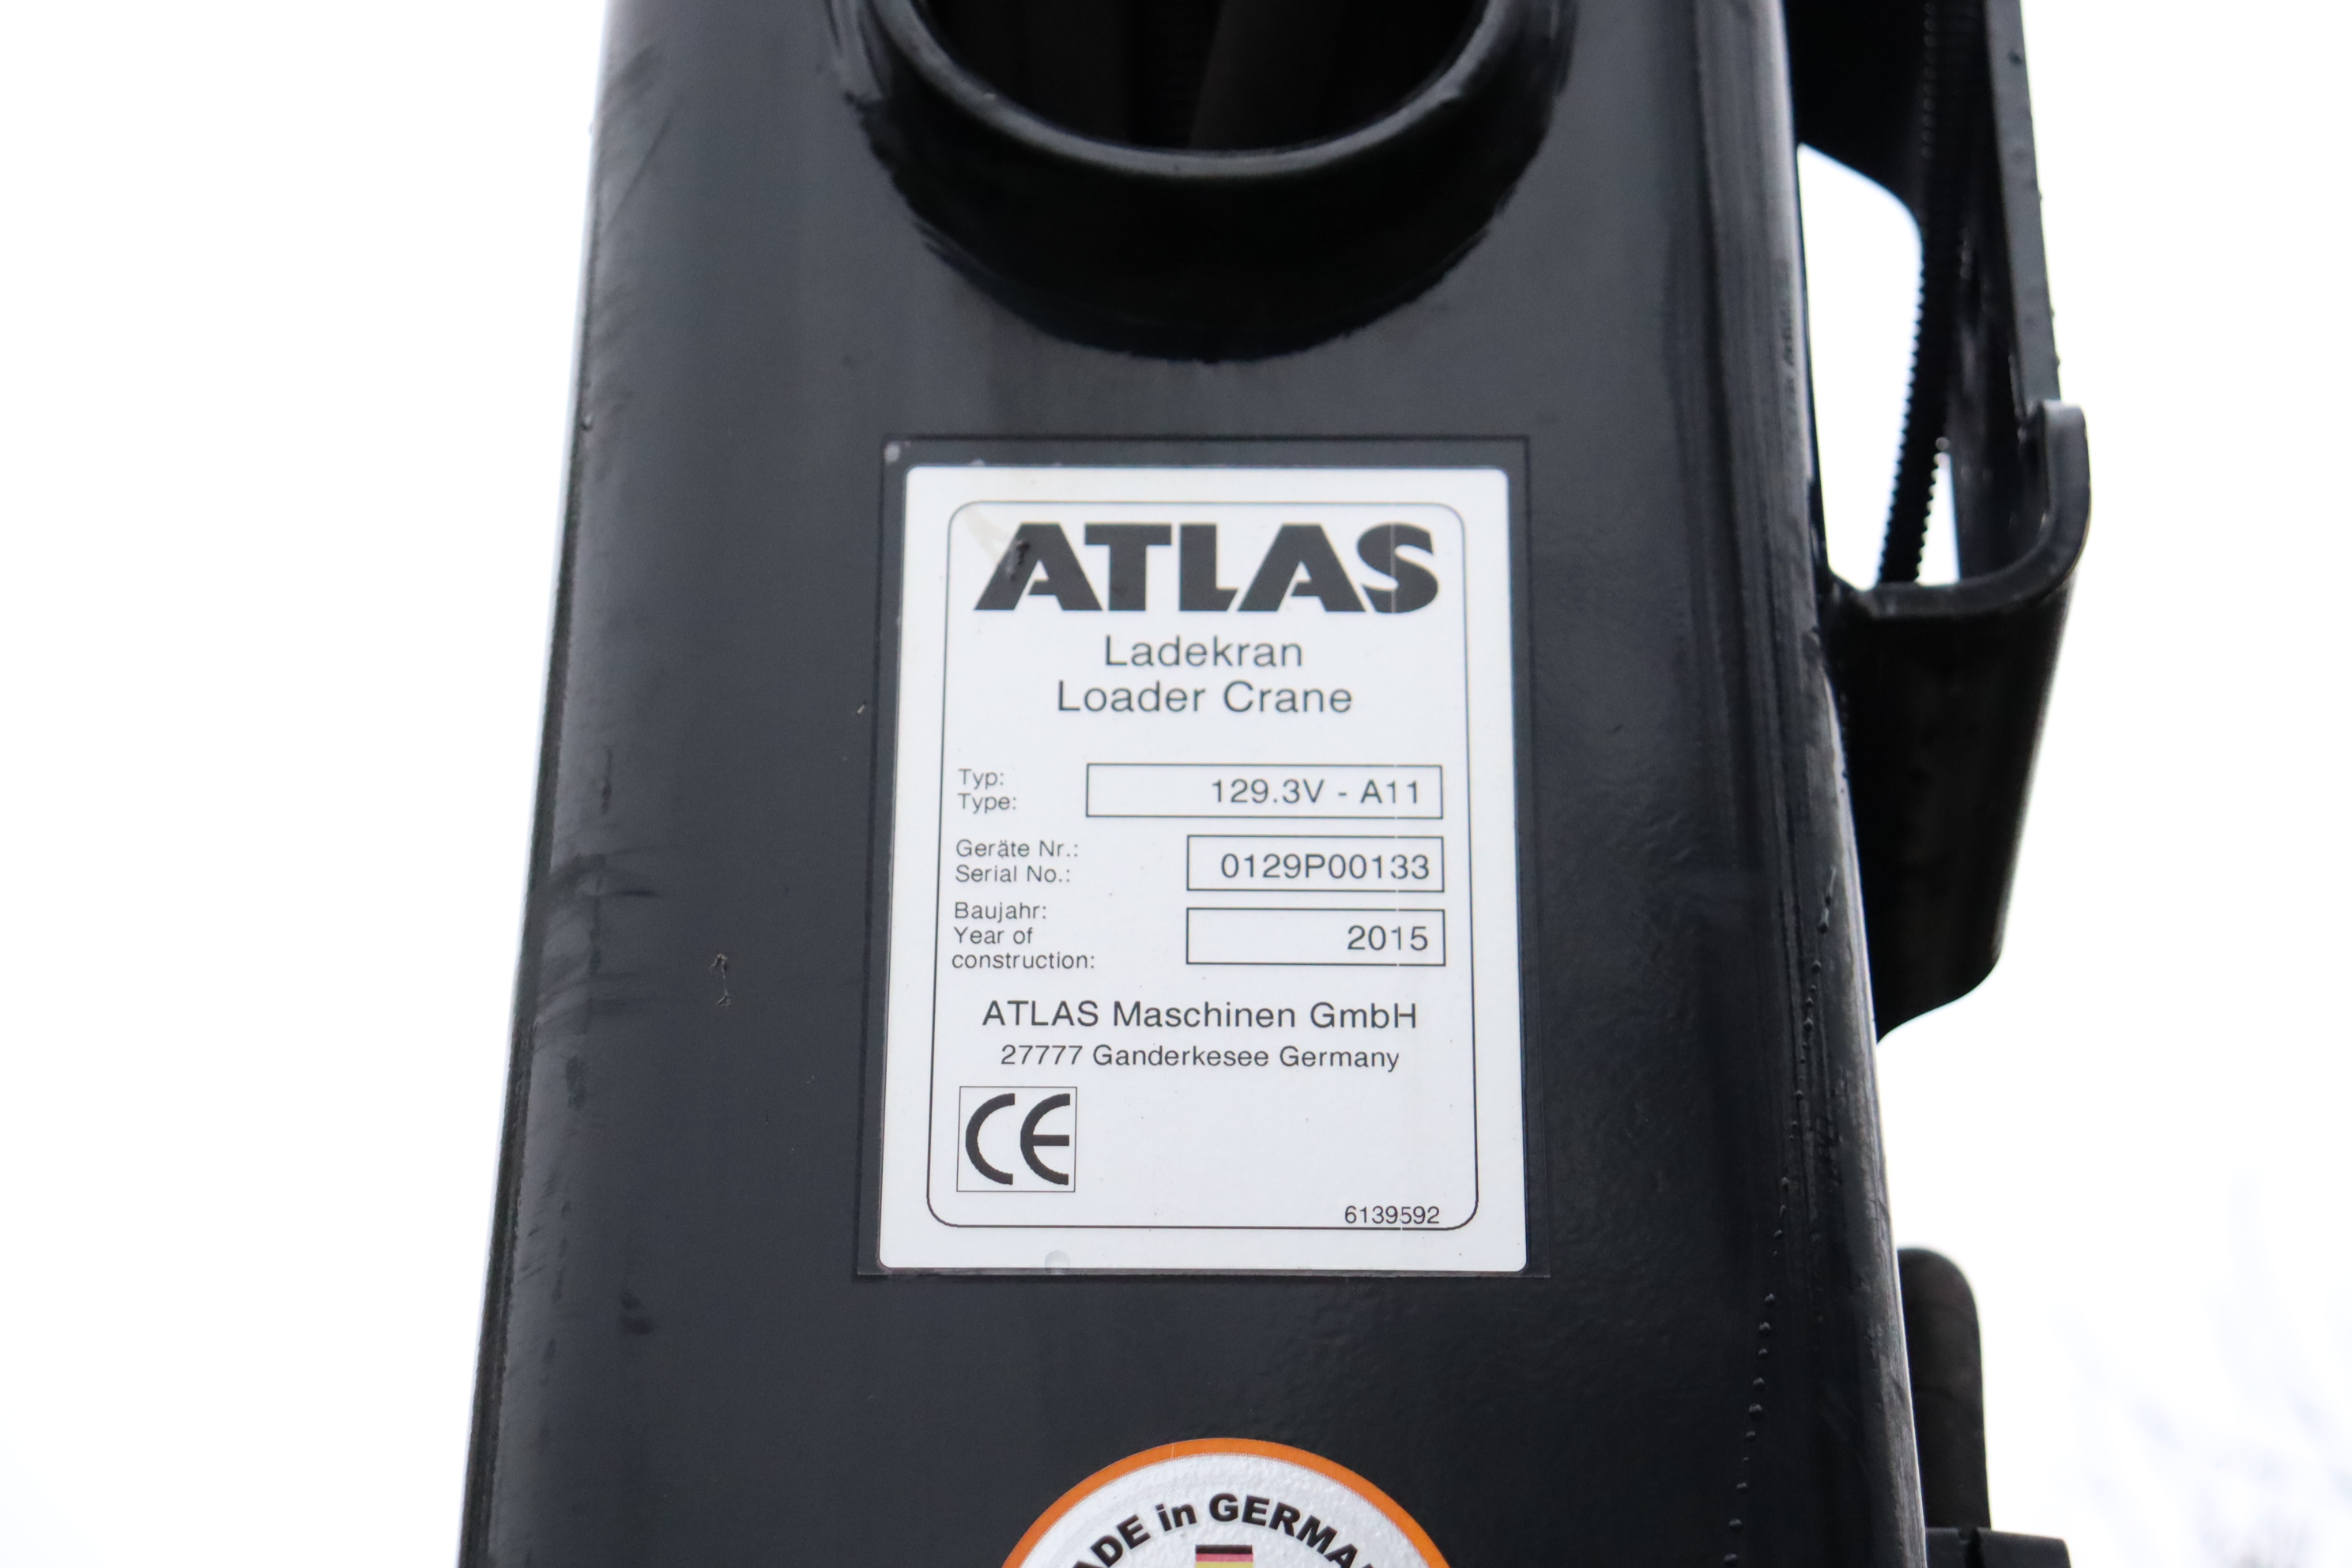 ATLAS
Ladekran
Loader Crane
Typ:
Type:
129.3V - A11
Geräte Nr.:
Serial No.:
0129P00133
Baujahr:
Year of
construction:
2015
ATLAS Maschinen GmbH
27777 Ganderkesee Germany
CE
6139592
in